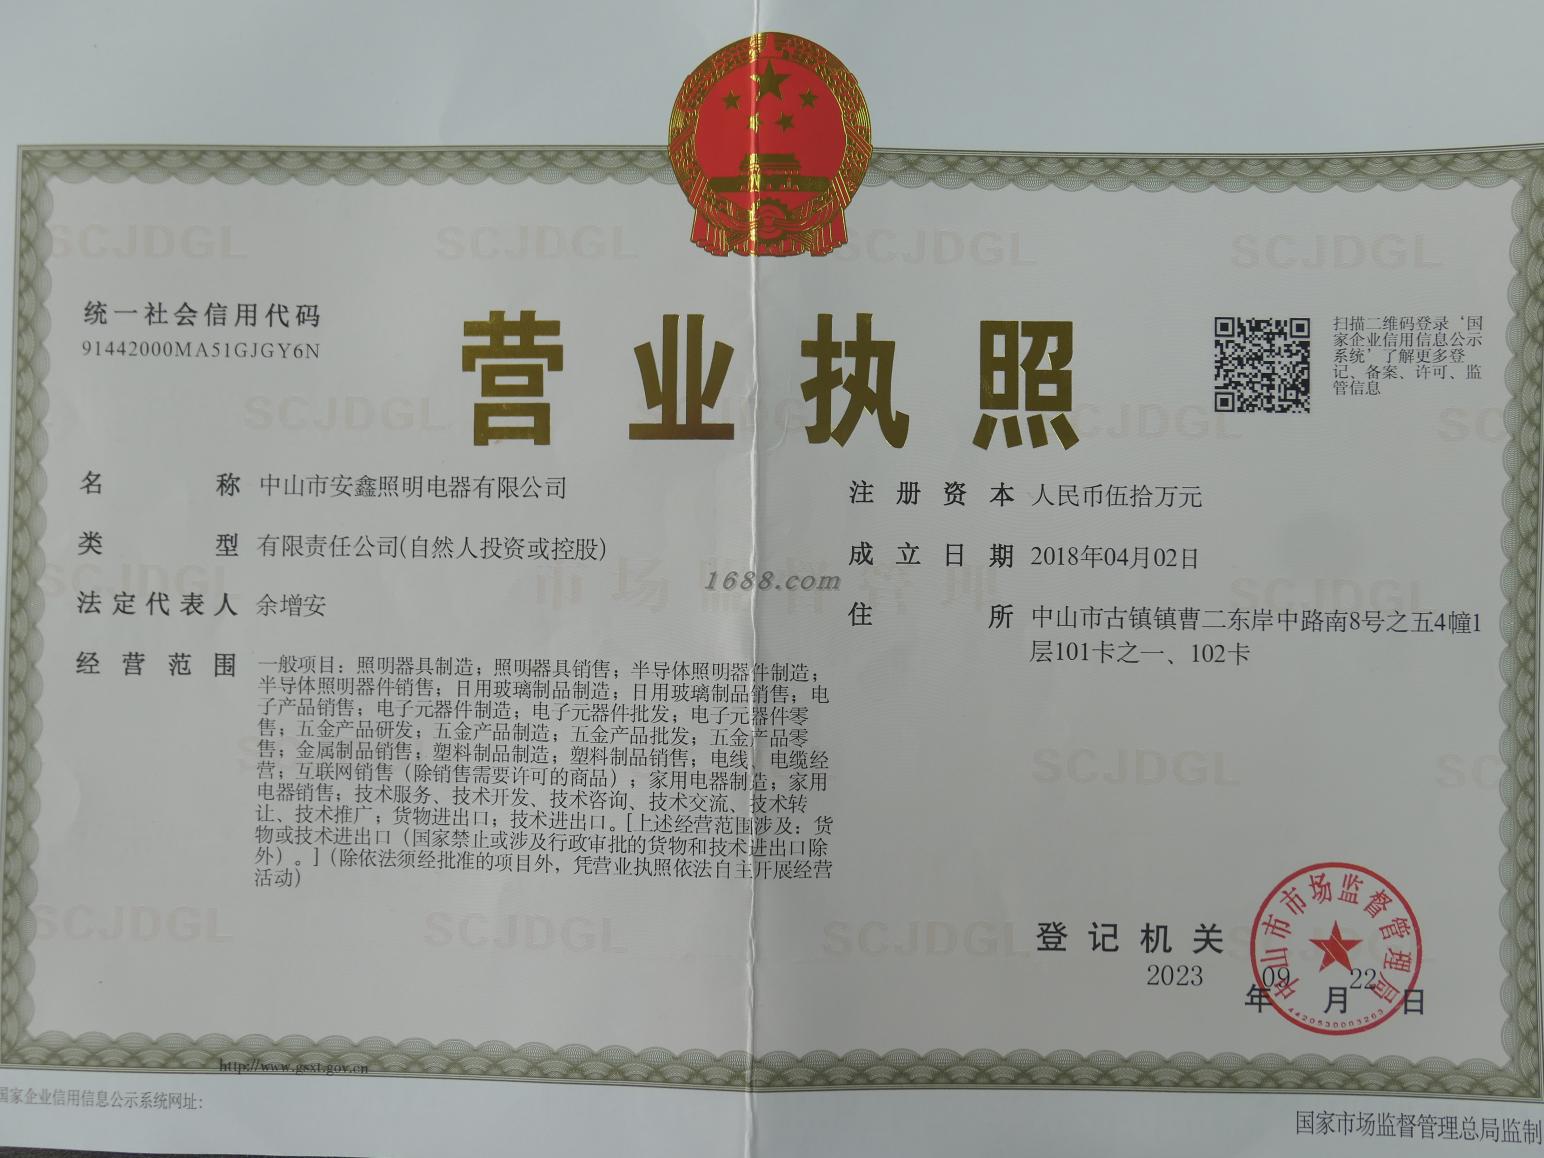 统一社会信用代码
91442000MA51GJGY6N
营业执照
扫描二维码登录‘国
家企业信用信息公示
系统’了解更多登
记、备案、许可、监
管信息
名称 中山市安鑫照明电器有限公司
类型 有限责任公司(自然人投资或控股)
法定代表人 余增安
经营范围 一般项目：照明器具制造；照明器具销售；半导体照明器件制造；
半导体照明器件销售；日用玻璃制品制造；日用玻璃制品销售；电
子产品销售；电子元器件制造；电子元器件批发；电子元器件零
售；五金产品研发；五金产品制造；五金产品批发；五金产品零
售；金属制品销售；塑料制品制造；塑料制品销售；电线、电缆经
营；互联网销售（除销售需要许可的商品）；家用电器制造；家用
电器销售；技术服务、技术开发、技术咨询、技术交流、技术转
让、技术推广；货物进出口；技术进出口。[上述经营范围涉及：货
物或技术进出口（国家禁止或涉及行政审批的货物和技术进出口除
外）。]（除依法须经批准的项目外，凭营业执照依法自主开展经营
活动）
注册资本 人民币伍拾万元
成立日期 2018年04月02日
住所 中山市古镇镇曹二东岸中路南8号之五4幢1
层101卡之一、102卡
1688.com
登记机关
2023年09月22日
中山市市场监督管理局
4420530003263
http://www.gsxt.gov.cn
国家企业信用信息公示系统网址：
国家市场监督管理总局监制
SCJDGL
市场监督管理